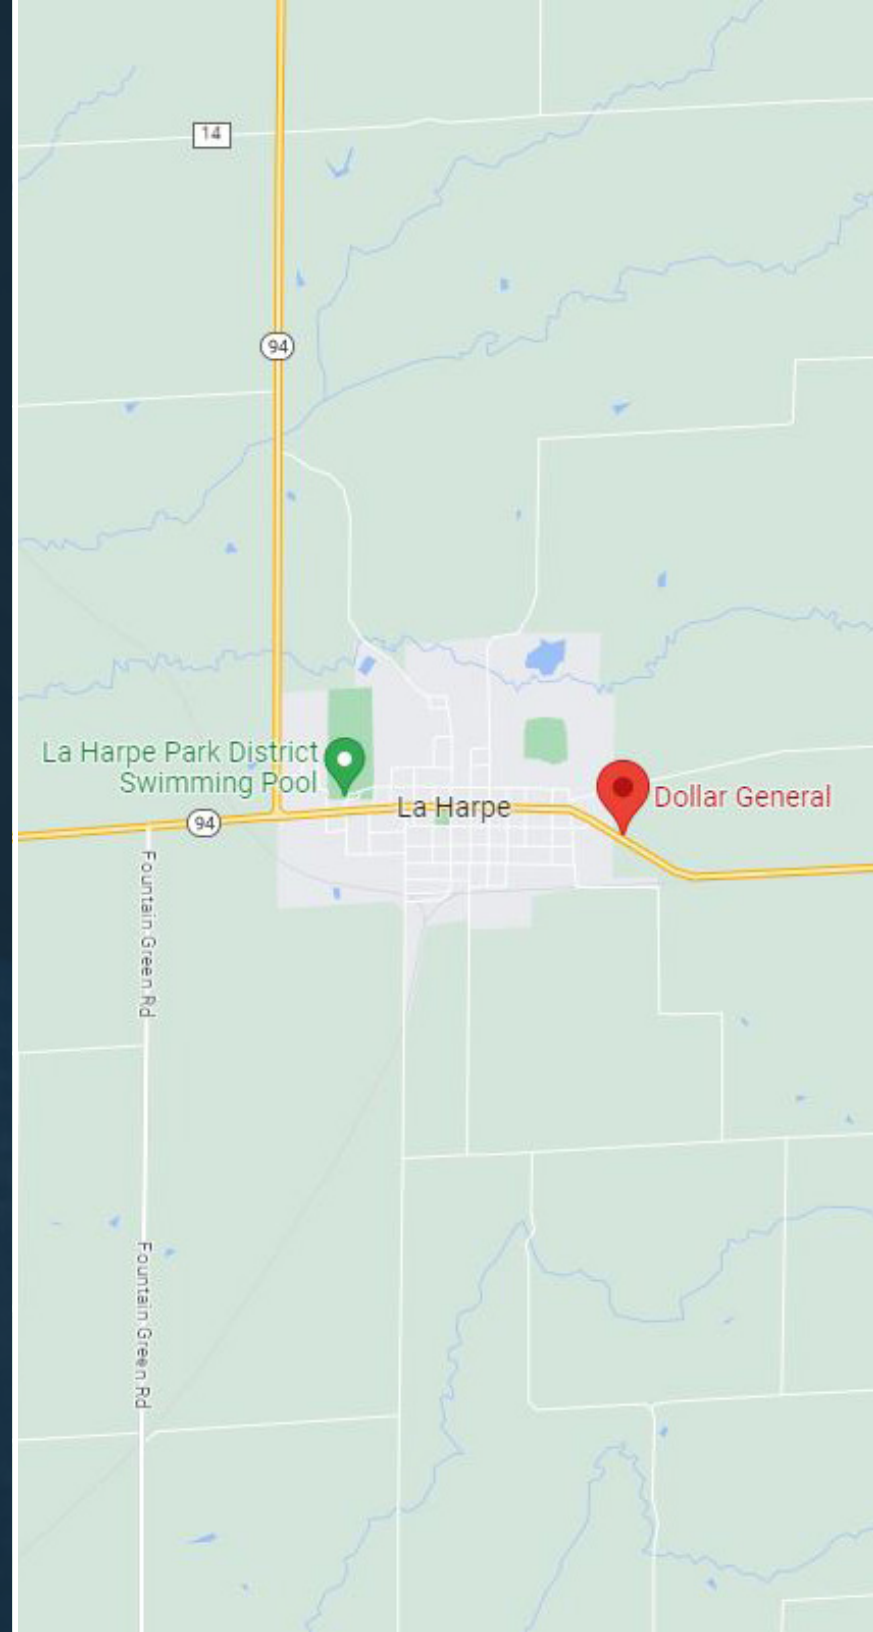 14
94
La Harpe Park District
Swimming Pool
La Harpe
Dollar General
94
Fountain Green Rd
Fountain Green Rd